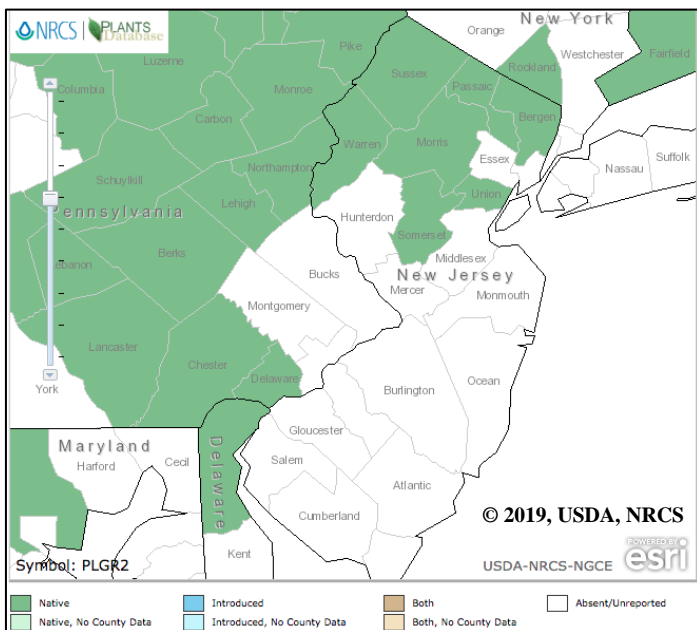 NRCS | PLANTS Database
New York
Orange
Westchester
Fairfield
Rockland
Pike
Luzerne
Sussex
Passaic
Columbia
Monroe
Bergen
Carbon
Warren
Morris
Essex
Northampton
Nassau
Suffolk
Schuylkill
Union
Lehigh
Pennsylvania
Hunterdon
Somerset
Berks
Middlesex
Lebanon
Bucks
New Jersey
Mercer
Monmouth
Montgomery
Lancaster
Chester
Delaware
Ocean
York
Burlington
Gloucester
Maryland
Delaware
Harford
Cecil
Salem
Atlantic
Cumberland
© 2019, USDA, NRCS
Kent
POWERED BY
esri
Symbol: PLGR2
USDA-NRCS-NGCE
Native
Introduced
Both
Absent/Unreported
Native, No County Data
Introduced, No County Data
Both, No County Data